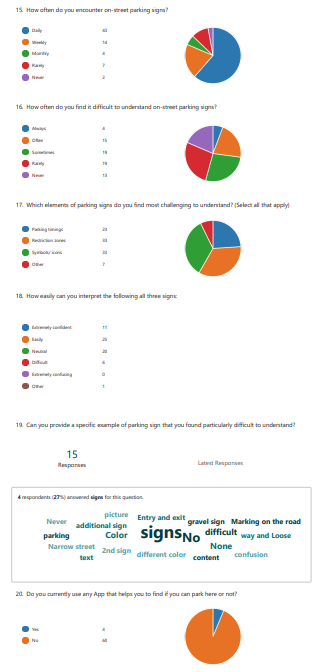 15. How often do you encounter on-street parking signs?
Daily 40
Weekly 14
Monthly 4
Rarely 7
Never 2
16. How often do you find it difficult to understand on-street parking signs?
Always 4
Often 15
Sometimes 19
Rarely 19
Never 13
17. Which elements of parking signs do you find most challenging to understand? (Select all that apply)
Parking timings 23
Restriction zones 33
Symbols/ icons 33
Other 7
18. How easily can you interpret the following all three signs:
Extremely confident 11
Easily 25
Neutral 20
Difficult 6
Extremely confusing 0
Other 1
19. Can you provide a specific example of parking sign that you found particularly difficult to understand?
15
Responses
Latest Responses
4 respondents (27%) answered signs for this question.
picture
Never
additional sign
Entry and exit
gravel sign
Marking on the road
parking
Color
signs
No
difficult
way and Loose
Narrow street
2nd sign
None
text
different color
content
confusion
20. Do you currently use any App that helps you to find if you can park here or not?
Yes 4
No 60